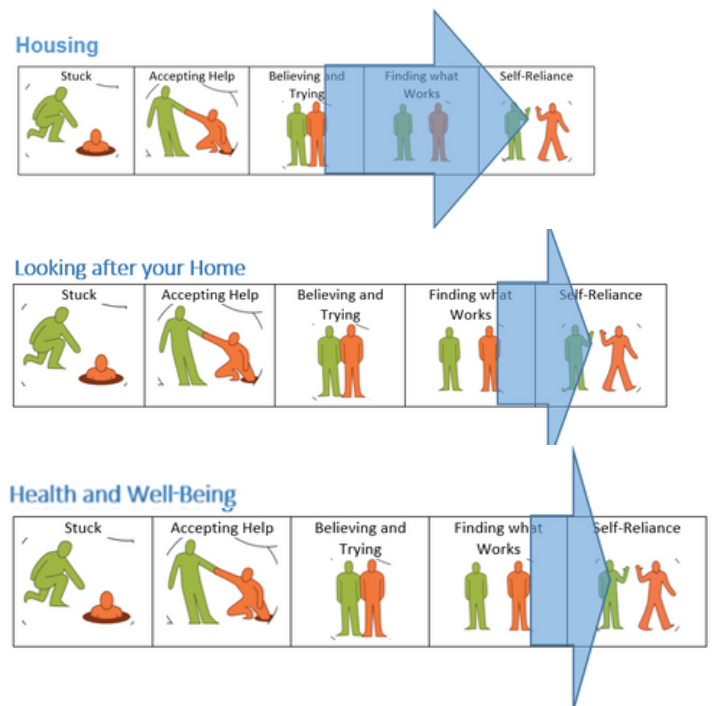 Housing
Stuck
Accepting Help
Believing and
Trying
Finding what
Works
Self-Reliance
Looking after your Home
Stuck
Accepting Help
Believing and
Trying
Finding what
Works
Self-Reliance
Health and Well-Being
Stuck
Accepting Help
Believing and
Trying
Finding what
Works
Self-Reliance